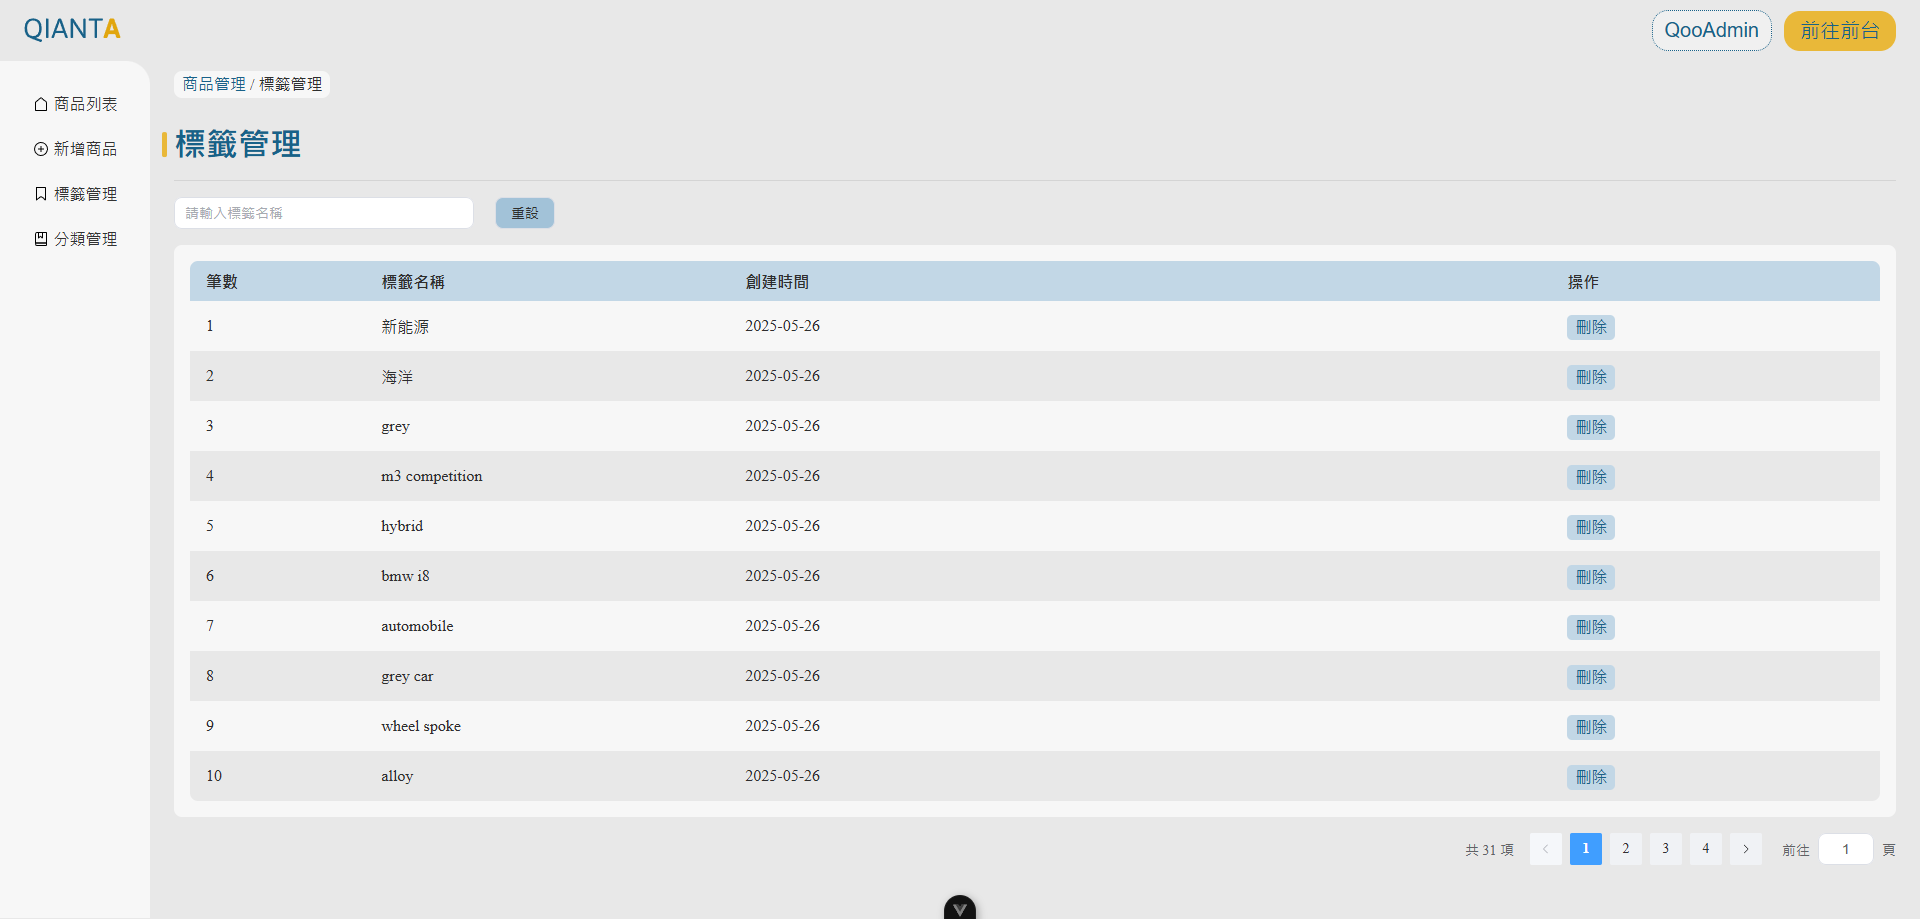 QIANTA
QooAdmin
前往前台
商品列表
新增商品
標籤管理
分類管理
商品管理 / 標籤管理
標籤管理
請輸入標籤名稱
重設
筆數 標籤名稱 創建時間 操作
1 新能源 2025-05-26 刪除
2 海洋 2025-05-26 刪除
3 grey 2025-05-26 刪除
4 m3 competition 2025-05-26 刪除
5 hybrid 2025-05-26 刪除
6 bmw i8 2025-05-26 刪除
7 automobile 2025-05-26 刪除
8 grey car 2025-05-26 刪除
9 wheel spoke 2025-05-26 刪除
10 alloy 2025-05-26 刪除
共 31 項 1 2 3 4 前往 1 頁